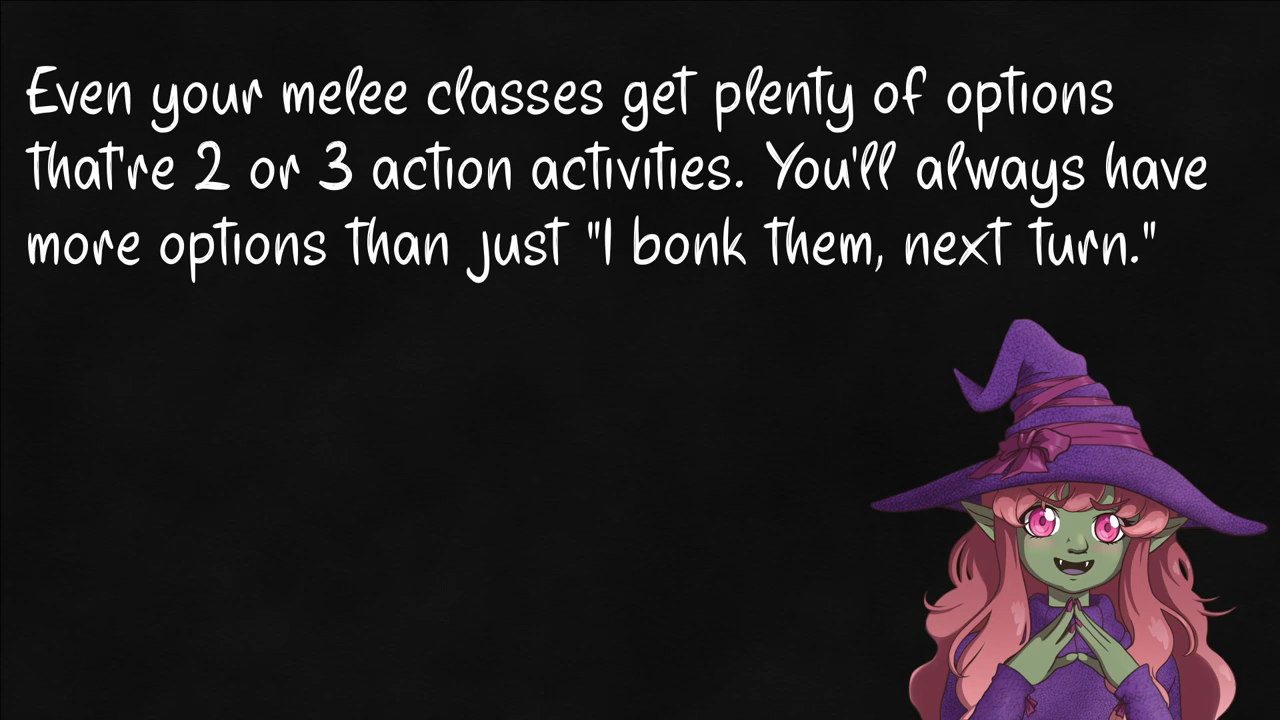 Even your melee classes get plenty of options
that're 2 or 3 action activities. You'll always have
more options than just "I bonk them, next turn."